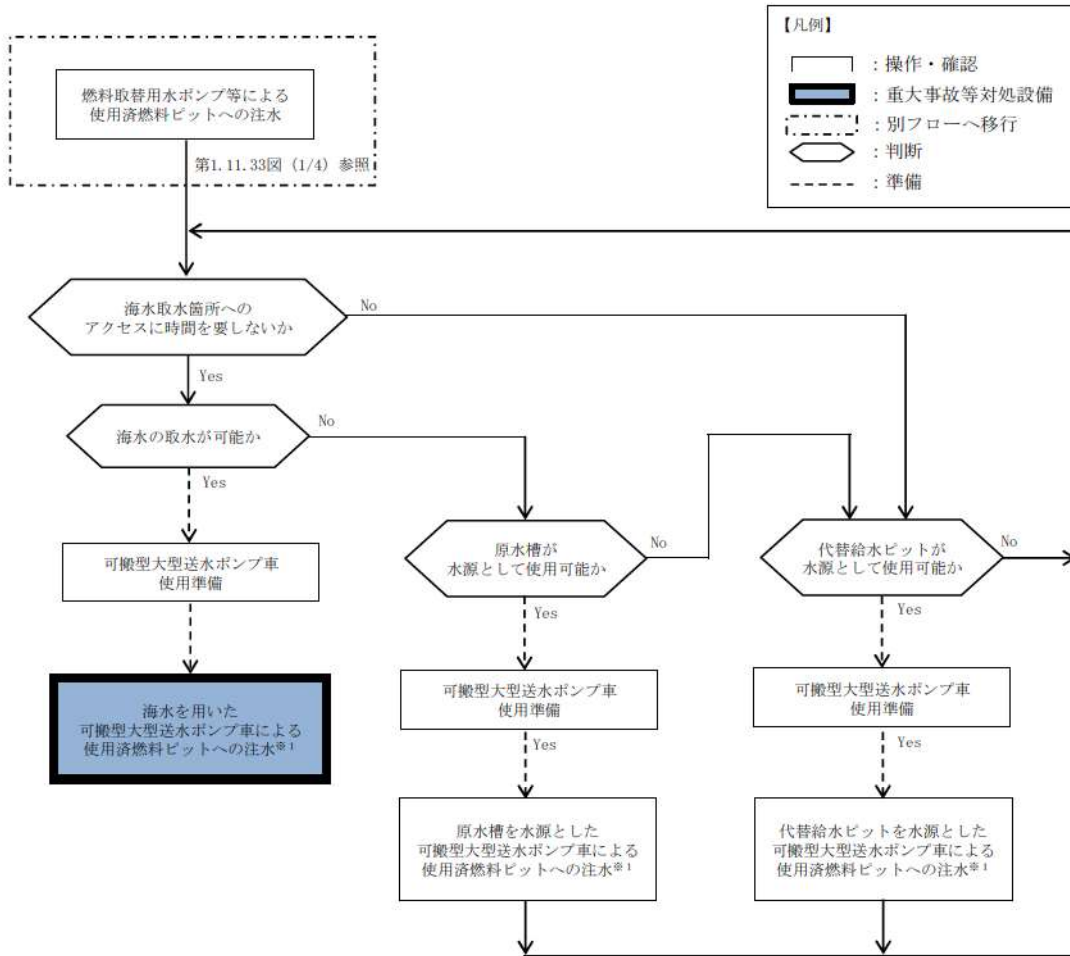 【凡例】
：操作・確認
：重大事故等対処設備
：別フローへ移行
：判断
：準備
燃料取替用水ポンプ等による
使用済燃料ピットへの注水
第1.11.33図（1/4）参照
海水取水箇所への
アクセスに時間を要しないか
No
Yes
海水の取水が可能か
No
Yes
原水槽が
水源として使用可能か
No
Yes
代替給水ピットが
水源として使用可能か
No
Yes
可搬型大型送水ポンプ車
使用準備
可搬型大型送水ポンプ車
使用準備
Yes
可搬型大型送水ポンプ車
使用準備
Yes
海水を用いた
可搬型大型送水ポンプ車による
使用済燃料ピットへの注水※1
原水槽を水源とした
可搬型大型送水ポンプ車による
使用済燃料ピットへの注水※1
代替給水ピットを水源とした
可搬型大型送水ポンプ車による
使用済燃料ピットへの注水※1